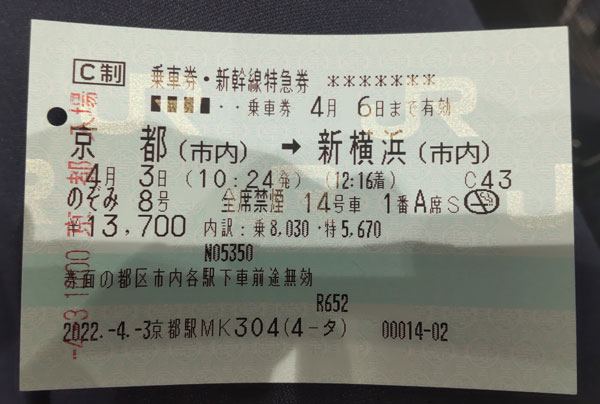 C制 乗車券・新幹線特急券 *******
・・乗車券 4月 6日まで有効
京 都(市内) → 新横浜(市内)
4月 3日(10:24発) (12:16着) C43
のぞみ 8号 全席禁煙 14号車 1番A席S
¥13,700 内訳:乗8,030・特5,670
N05350
券面の都区市内各駅下車前途無効
R652
2022.-4.-3京都駅MK304(4-タ) 00014-02